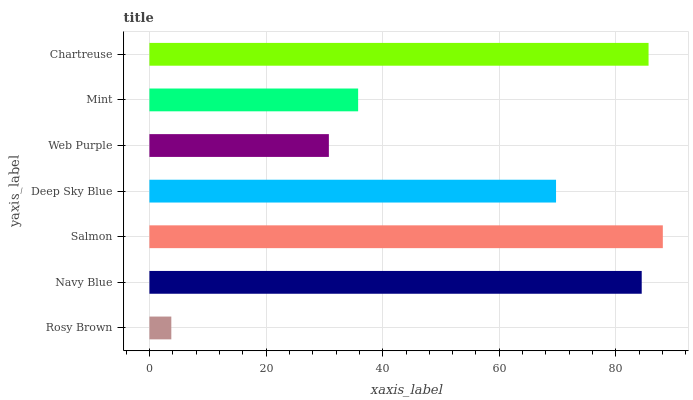 title
Chartreuse
Mint
Web Purple
Deep Sky Blue
Salmon
Navy Blue
Rosy Brown
yaxis_label
0 20 40 60 80
xaxis_label